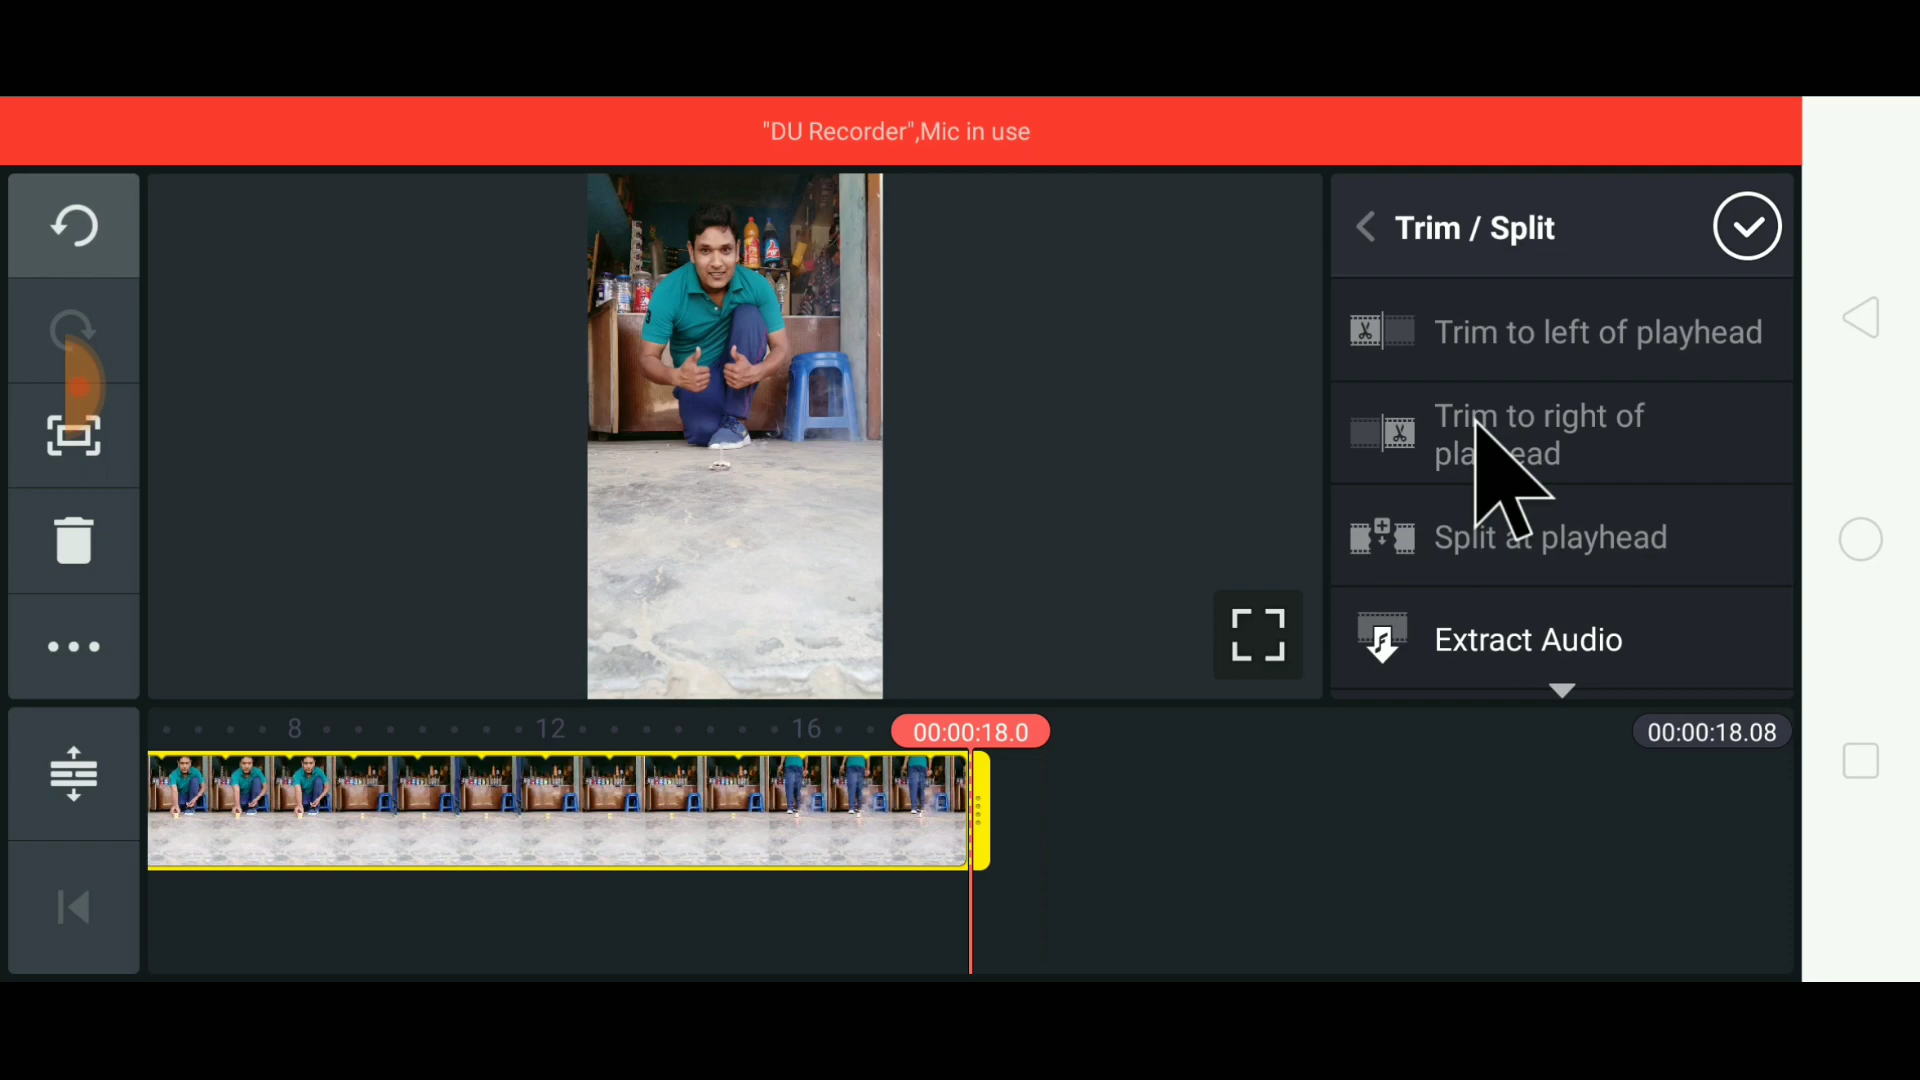 "DU Recorder",Mic in use
Trim / Split
Trim to left of playhead
Trim to right of
Split at playhead
Extract Audio
8
12
16
00:00:18.0
00:00:18.08